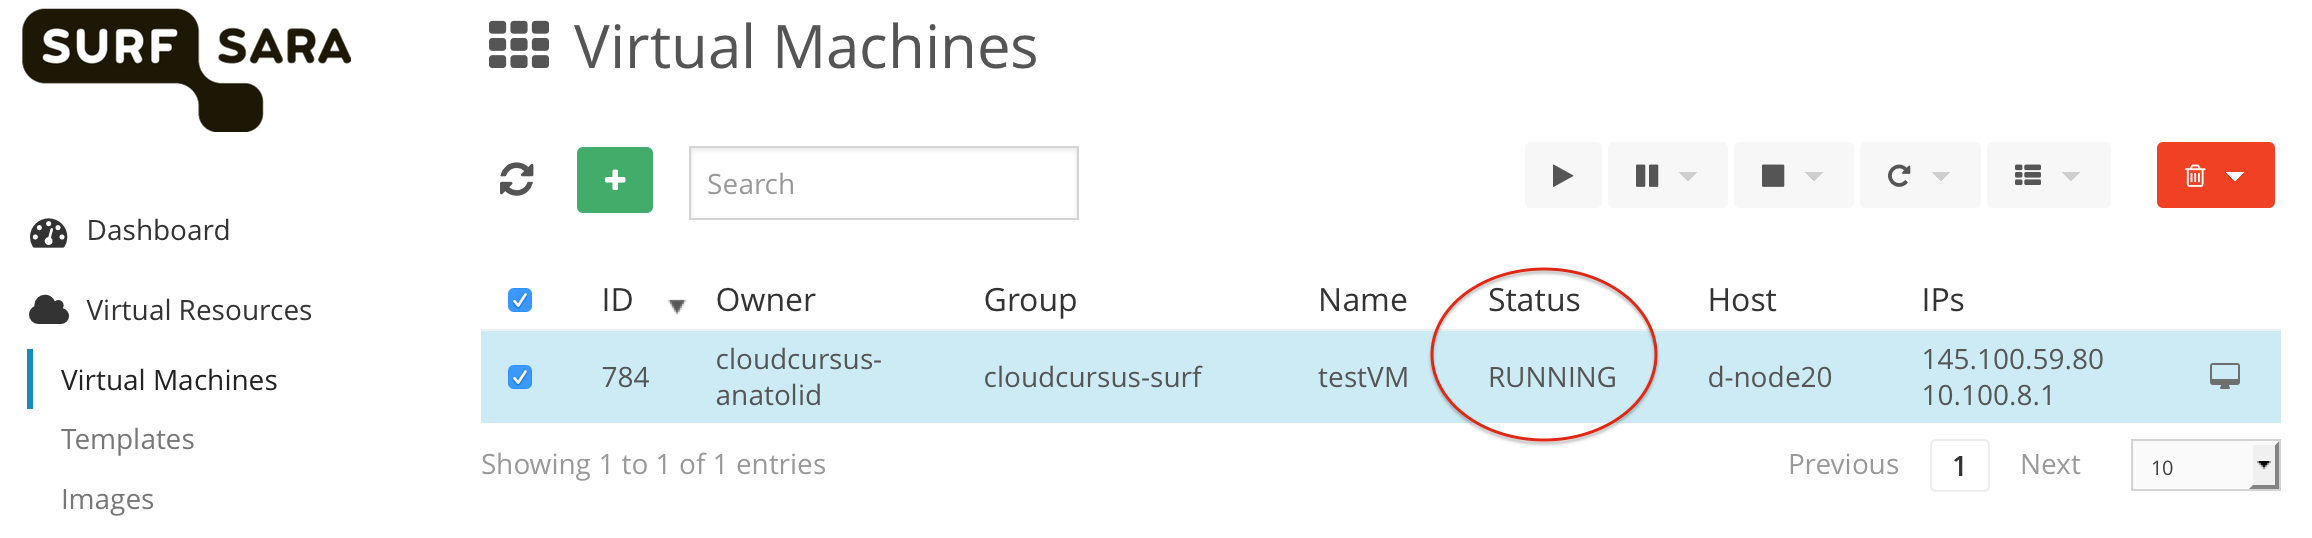 SURF SARA
Virtual Machines
Search
Dashboard
Virtual Resources
Virtual Machines
Templates
Images
ID Owner Group Name Status Host IPs
784 cloudcursus-anatolid cloudcursus-surf testVM RUNNING d-node20 145.100.59.80
10.100.8.1
Showing 1 to 1 of 1 entries
Previous 1 Next 10